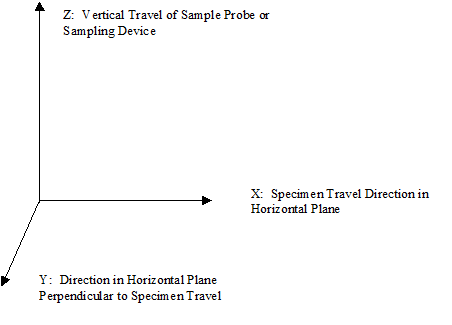 Z: Vertical Travel of Sample Probe or
Sampling Device
X: Specimen Travel Direction in
Horizontal Plane
Y: Direction in Horizontal Plane
Perpendicular to Specimen Travel